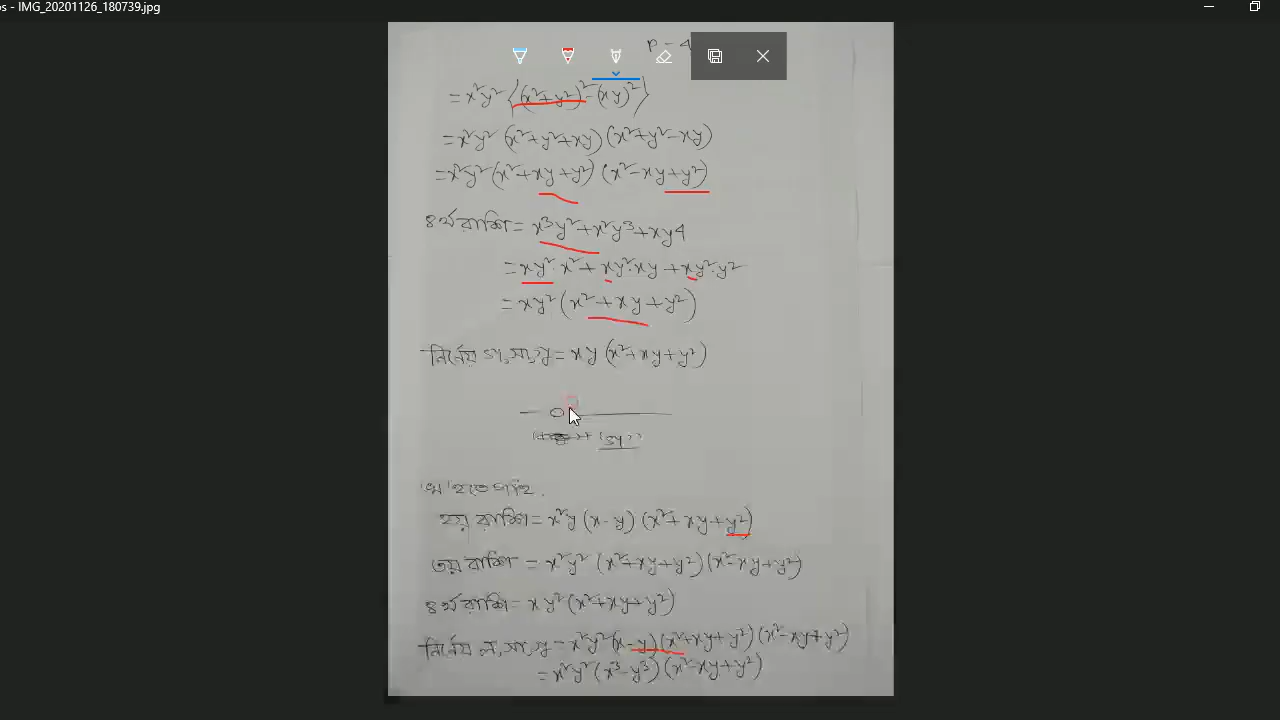 s - IMG_20201126_180739.jpg
P - 4
= x²y² {(x²+y²)² - (xy)²}
= x²y² (x²+y²+xy) (x²+y²-xy)
= x²y² (x²+xy+y²) (x²-xy+y²)
৪র্থ রাশি = x³y²+x²y³+xy4
= xy²·x² + xy²·xy + xy²·y²
= xy² (x²+xy+y²)
নির্নেয় গ,সা,গু = xy (x²+xy+y²)
হতে পাই,
২য় রাশি = x²y (x-y) (x²+xy+y²)
৩য় রাশি = x²y² (x²+xy+y²) (x²-xy+y²)
৪র্থ রাশি = xy² (x²+xy+y²)
নির্নেয় ল,সা,গু = x²y² (x-y) (x²+xy+y²) (x²-xy+y²)
= x²y² (x³-y³) (x²-xy+y²)